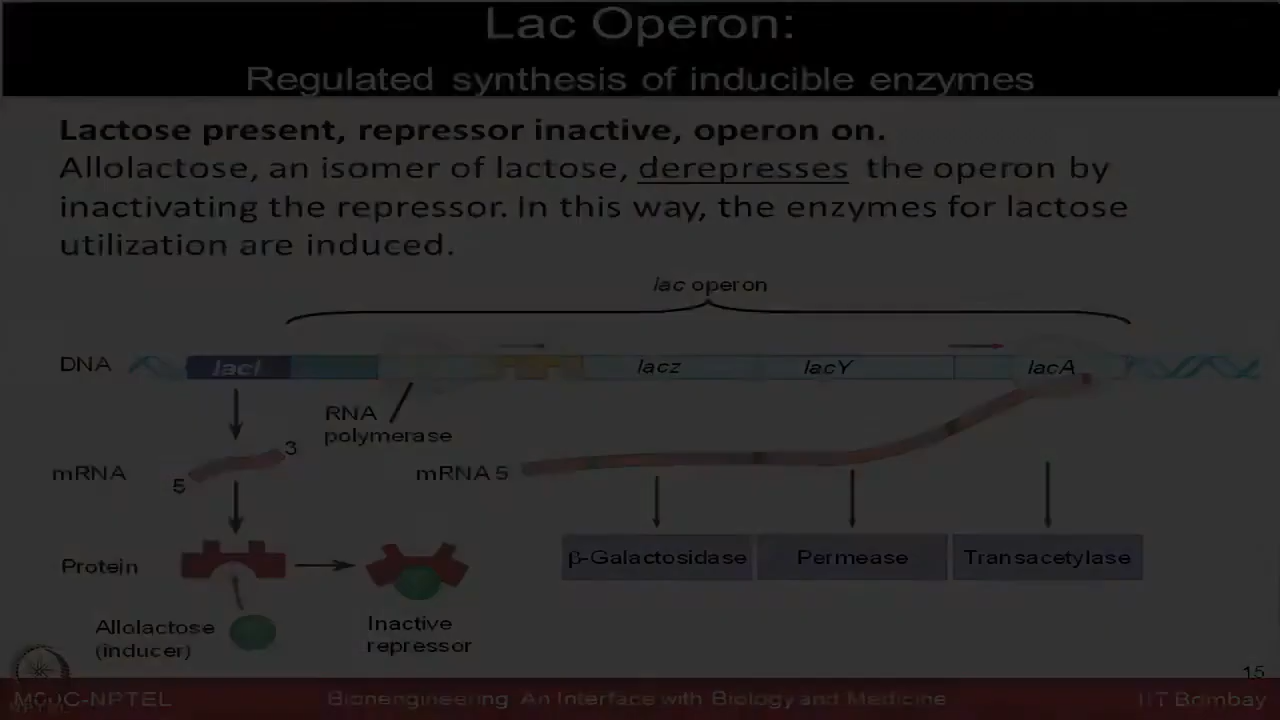 Lac Operon:
Regulated synthesis of inducible enzymes
Lactose present, repressor inactive, operon on.
Allolactose, an isomer of lactose, derepresses the operon by
inactivating the repressor. In this way, the enzymes for lactose
utilization are induced.
lac operon
DNA
lacI
lacz
lacY
lacA
RNA
polymerase
3
mRNA
5
mRNA 5
Protein
β-Galactosidase
Permease
Transacetylase
Allolactose
(inducer)
Inactive
repressor
15
MOOC-NPTEL
Bionengineering An Interface with Biology and Medicine
IIT Bombay
NPTEL